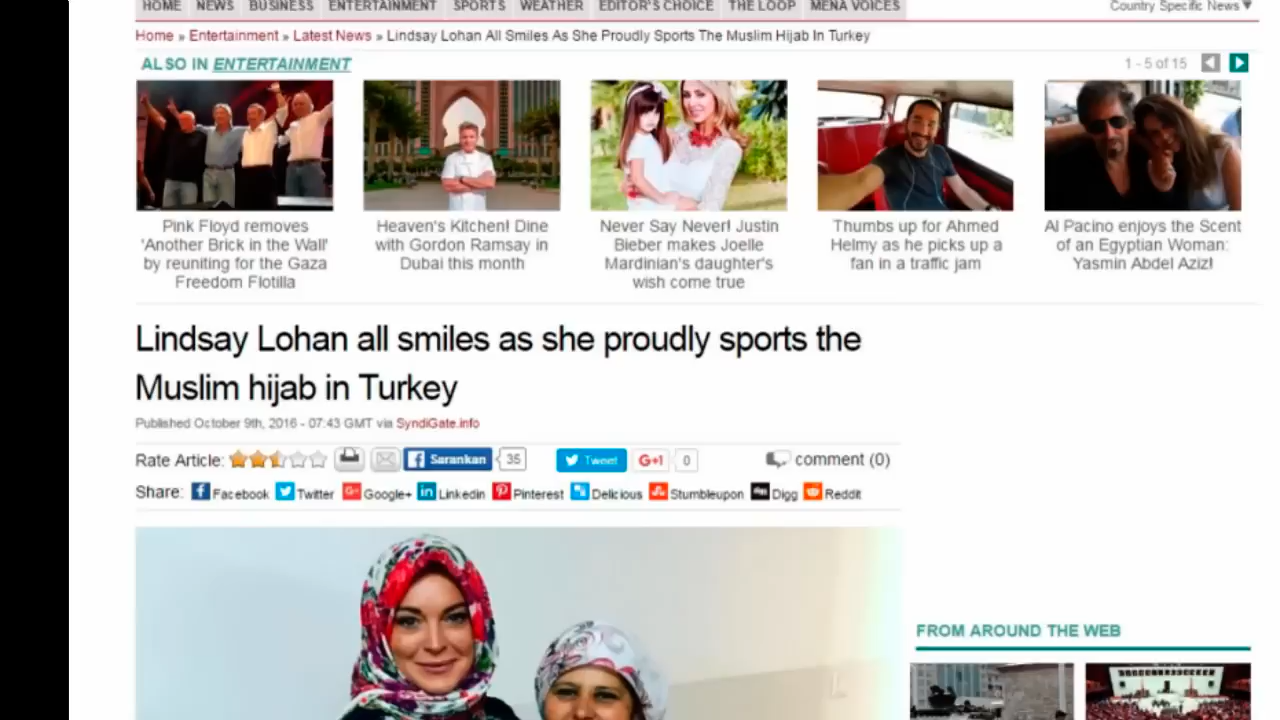 HOME NEWS BUSINESS ENTERTAINMENT SPORTS WEATHER EDITOR'S CHOICE THE LOOP MENA VOICES Country Specific News
Home » Entertainment » Latest News » Lindsay Lohan All Smiles As She Proudly Sports The Muslim Hijab In Turkey
ALSO IN ENTERTAINMENT 1 - 5 of 15
Pink Floyd removes
'Another Brick in the Wall'
by reuniting for the Gaza
Freedom Flotilla
Heaven's Kitchen! Dine
with Gordon Ramsay in
Dubai this month
Never Say Never! Justin
Bieber makes Joelle
Mardinian's daughter's
wish come true
Thumbs up for Ahmed
Helmy as he picks up a
fan in a traffic jam
Al Pacino enjoys the Scent
of an Egyptian Woman:
Yasmin Abdel Aziz!
Lindsay Lohan all smiles as she proudly sports the
Muslim hijab in Turkey
Published October 9th, 2016 - 07:43 GMT via SyndiGate.info
Rate Article: Sarankan 35 Tweet G+1 0 comment (0)
Share: Facebook Twitter Google+ Linkedin Pinterest Delicious Stumbleupon Digg Reddit
FROM AROUND THE WEB